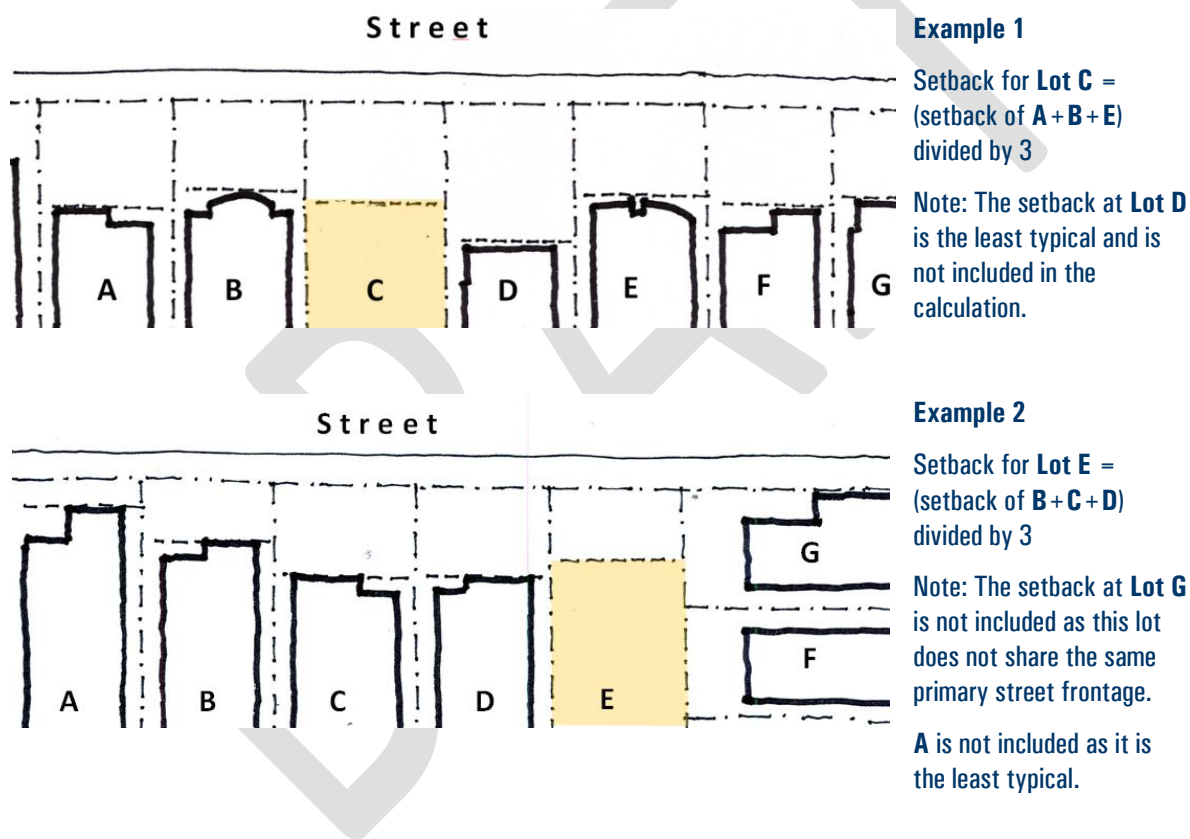 Street
A B C D E F G
Example 1
Setback for Lot C =
(setback of A+B+E)
divided by 3
Note: The setback at Lot D
is the least typical and is
not included in the
calculation.
Street
A B C D E G
F
Example 2
Setback for Lot E =
(setback of B+C+D)
divided by 3
Note: The setback at Lot G
is not included as this lot
does not share the same
primary street frontage.
A is not included as it is
the least typical.